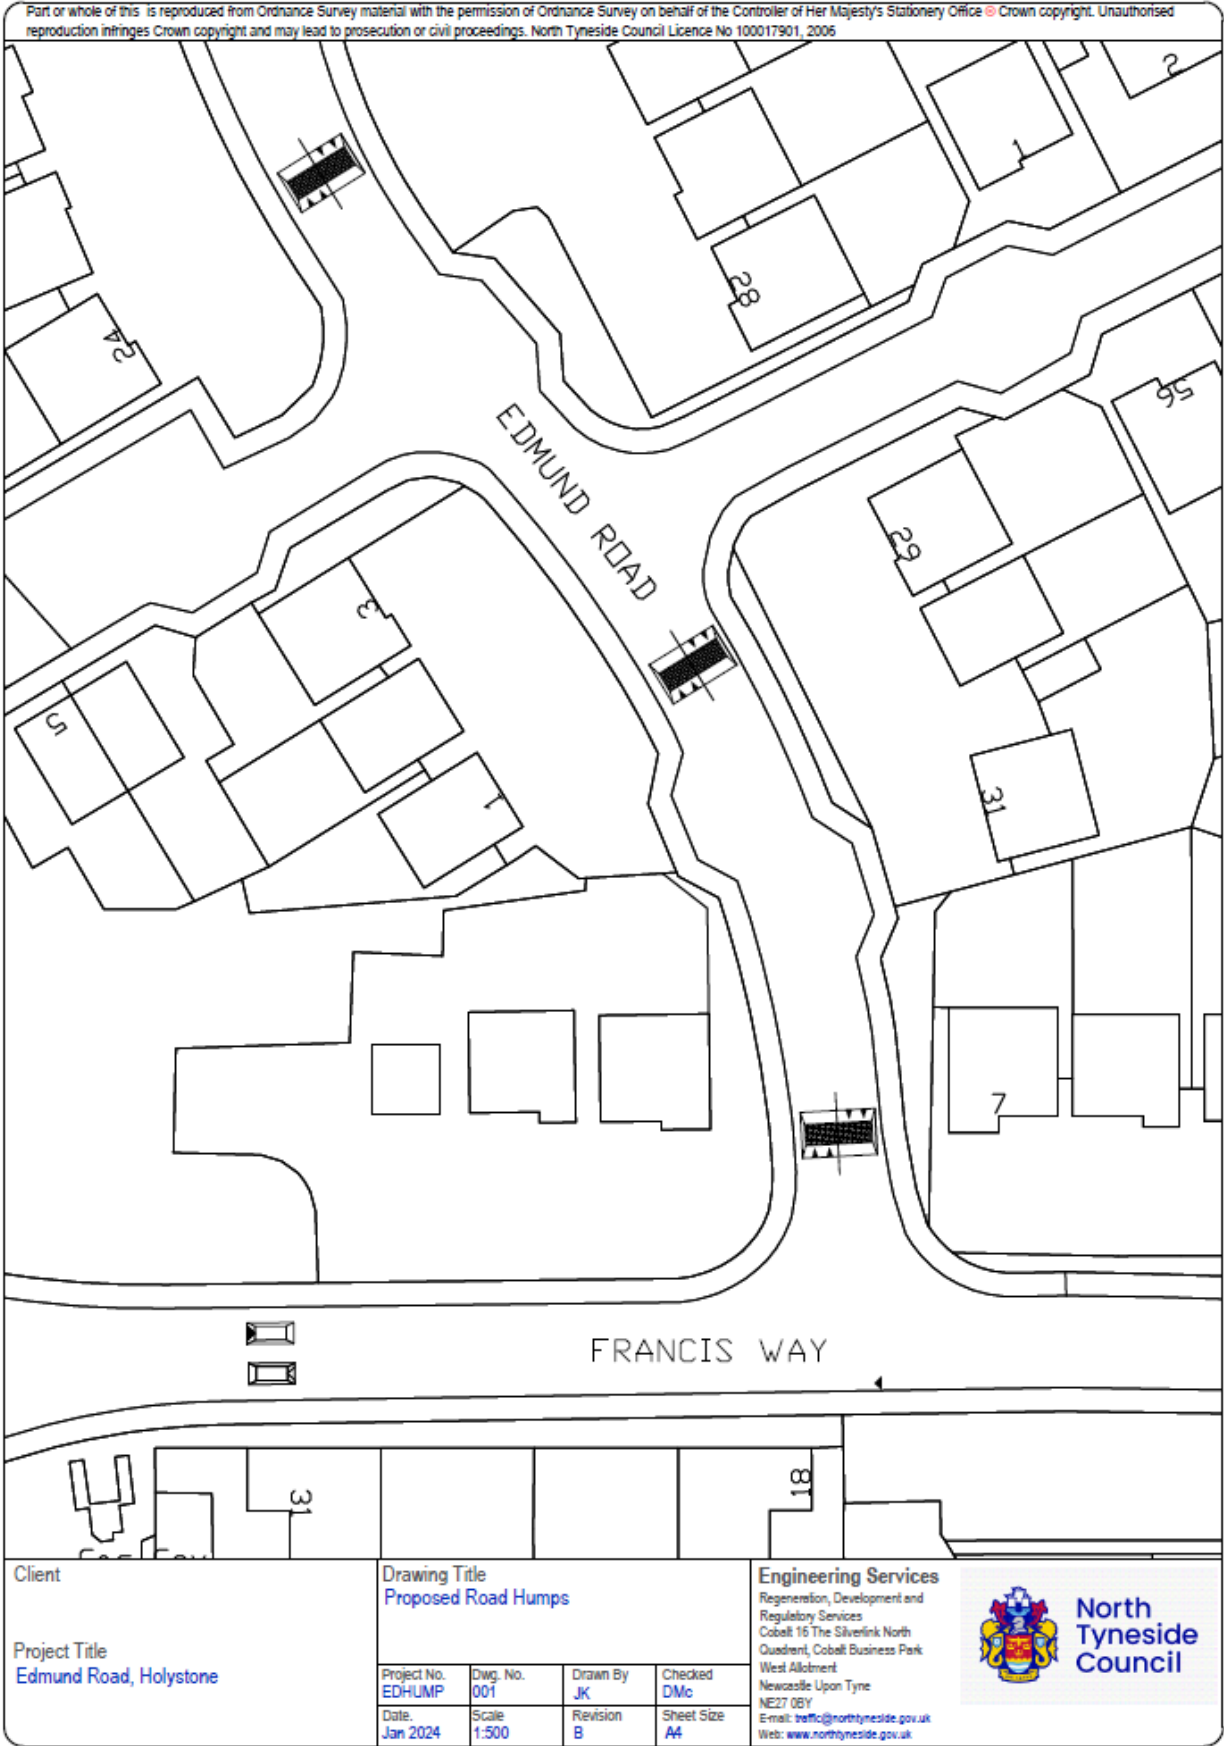 Part or whole of this is reproduced from Ordnance Survey material with the permission of Ordnance Survey on behalf of the Controller of Her Majesty's Stationery Office © Crown copyright. Unauthorised
reproduction infringes Crown copyright and may lead to prosecution or civil proceedings. North Tyneside Council Licence No 100017901, 2006
2
1
28
24
56
EDMUND ROAD
29
3
5
31
1
7
FRANCIS WAY
31
18
Client
Project Title
Edmund Road, Holystone
Drawing Title
Proposed Road Humps
Project No.
EDHUMP
Dwg. No.
001
Drawn By
JK
Checked
DMc
Date.
Jan 2024
Scale
1:500
Revision
B
Sheet Size
A4
Engineering Services
Regeneration, Development and
Regulatory Services
Cobalt 16 The Silverlink North
Quadrant, Cobalt Business Park
West Allotment
Newcastle Upon Tyne
NE27 0BY
E-mail: traffic@northtyneside.gov.uk
Web: www.northtyneside.gov.uk
North
Tyneside
Council